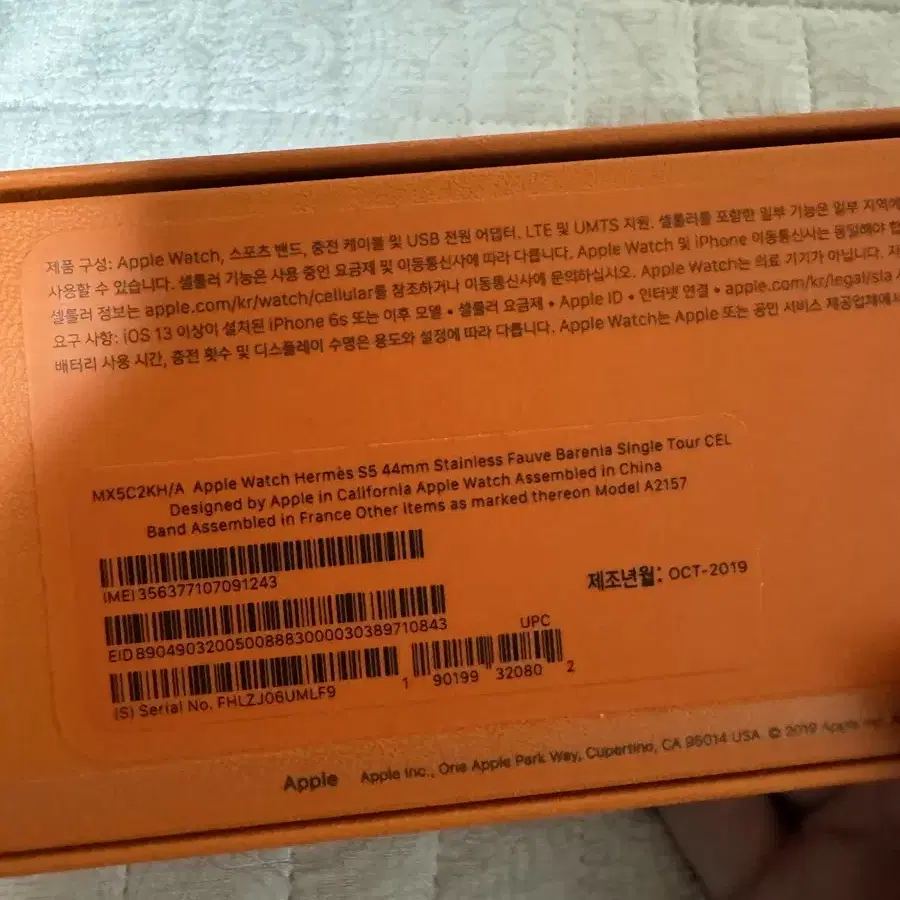 제품 구성: Apple Watch, 스포츠 밴드, 충전 케이블 및 USB 전원 어댑터. LTE 및 UMTS 지원. 셀룰러를 포함한 일부 기능은 일부 지역에
사용할 수 있습니다. 셀룰러 기능은 사용 중인 요금제 및 이동통신사에 따라 다릅니다. Apple Watch 및 iPhone 이동통신사는 동일해야 합
셀룰러 정보는 apple.com/kr/watch/cellular를 참조하거나 이동통신사에 문의하십시오. Apple Watch는 의료 기기가 아닙니다.
요구 사항: iOS 13 이상이 설치된 iPhone 6s 또는 이후 모델 • 셀룰러 요금제 • Apple ID • 인터넷 연결 • apple.com/kr/legal/sla
배터리 사용 시간, 충전 횟수 및 디스플레이 수명은 용도와 설정에 따라 다릅니다. Apple Watch는 Apple 또는 공인 서비스 제공업체에서
MX5C2KH/A Apple Watch Hermès S5 44mm Stainless Fauve Barenia Single Tour CEL
Designed by Apple in California Apple Watch Assembled in China
Band Assembled in France Other items as marked thereon Model A2157
IMEI 356377107091243
제조년월: OCT-2019
EID 89049032005008883000030389710843
UPC
(S) Serial No. FHLZJ06UMLF9
1 90199 32080 2
Apple Apple Inc., One Apple Park Way, Cupertino, CA 95014 USA © 2019 Apple Inc.